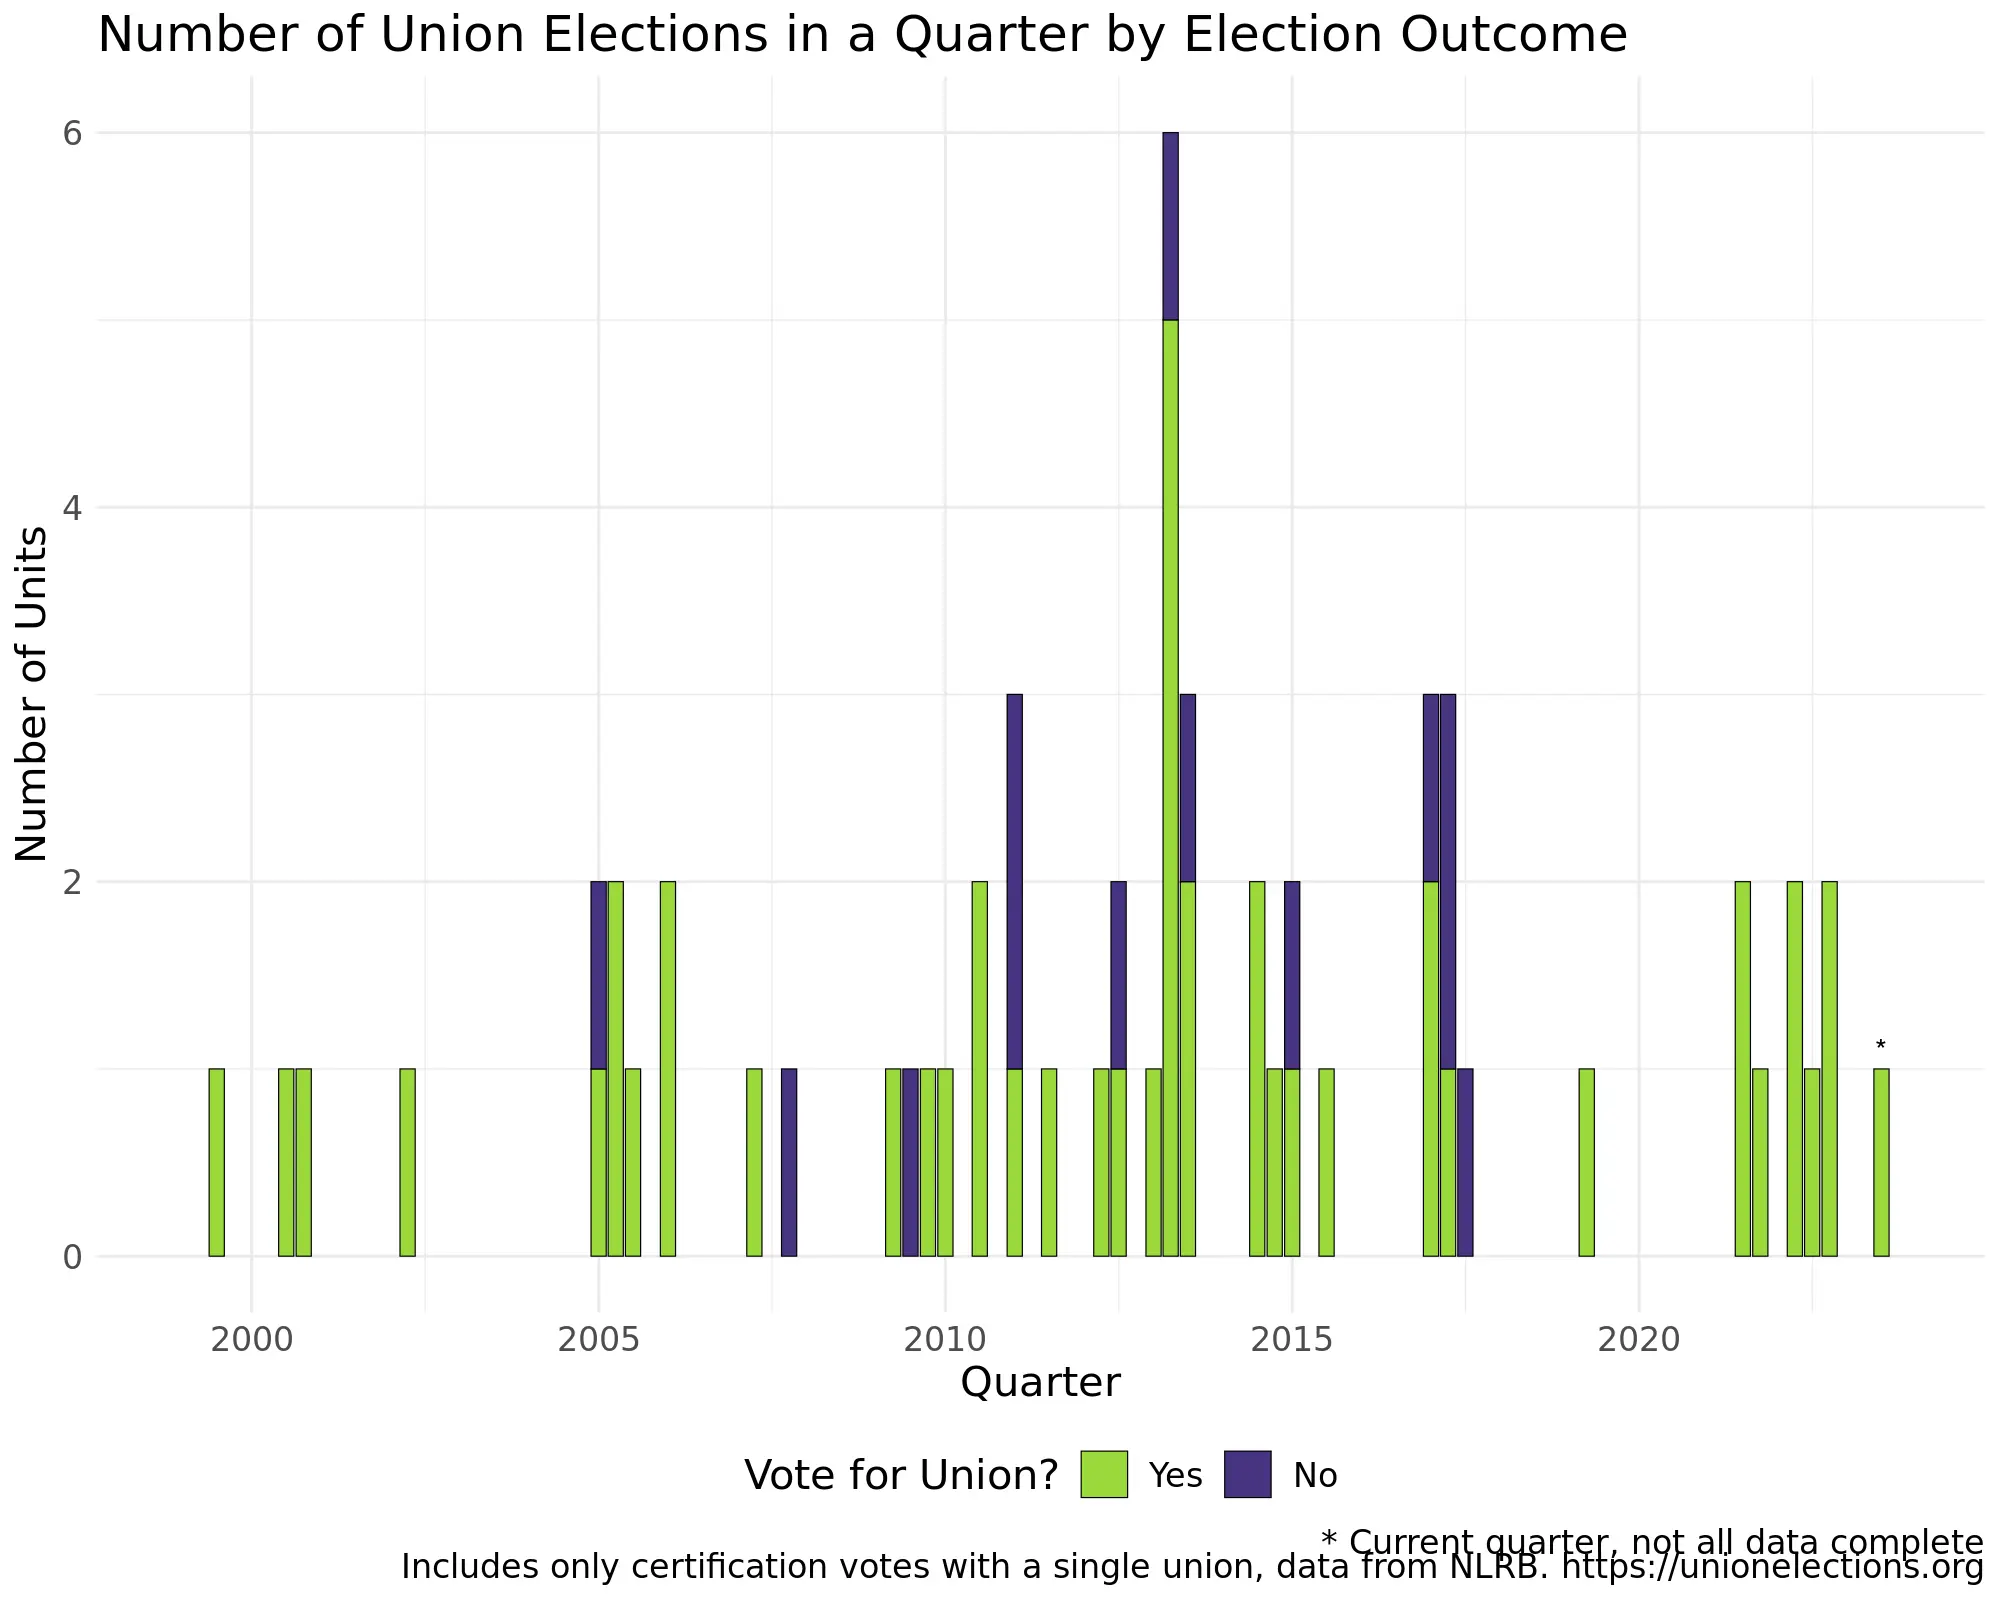 Number of Union Elections in a Quarter by Election Outcome
6
4
2
0
Number of Units
*
2000 2005 2010 2015 2020
Quarter
Vote for Union? Yes No
* Current quarter, not all data complete
Includes only certification votes with a single union, data from NLRB. https://unionelections.org